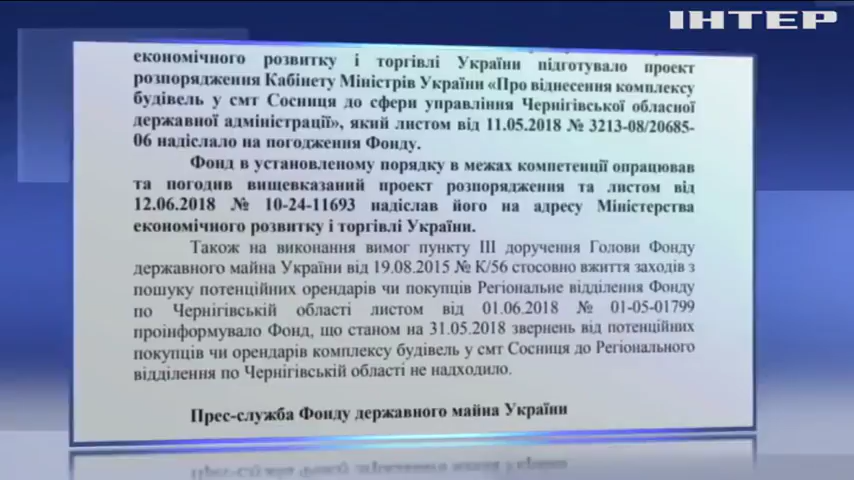 ІНТЕР
економічного розвитку і торгівлі України підготувало проект
розпорядження Кабінету Міністрів України «Про віднесення комплексу
будівель у смт Сосниця до сфери управління Чернігівської обласної
державної адміністрації», який листом від 11.05.2018 № 3213-08/20685-
06 надіслало на погодження Фонду.
Фонд в установленому порядку в межах компетенції опрацював
та погодив вищевказаний проект розпорядження та листом від
12.06.2018 № 10-24-11693 надіслав його на адресу Міністерства
економічного розвитку і торгівлі України.
Також на виконання вимог пункту ІІІ доручення Голови Фонду
державного майна України від 19.08.2015 № К/56 стосовно вжиття заходів з
пошуку потенційних орендарів чи покупців Регіональне відділення Фонду
по Чернігівській області листом від 01.06.2018 № 01-05-01799
проінформувало Фонд, що станом на 31.05.2018 звернень від потенційних
покупців чи орендарів комплексу будівель у смт Сосниця до Регіонального
відділення по Чернігівській області не надходило.
Прес-служба Фонду державного майна України